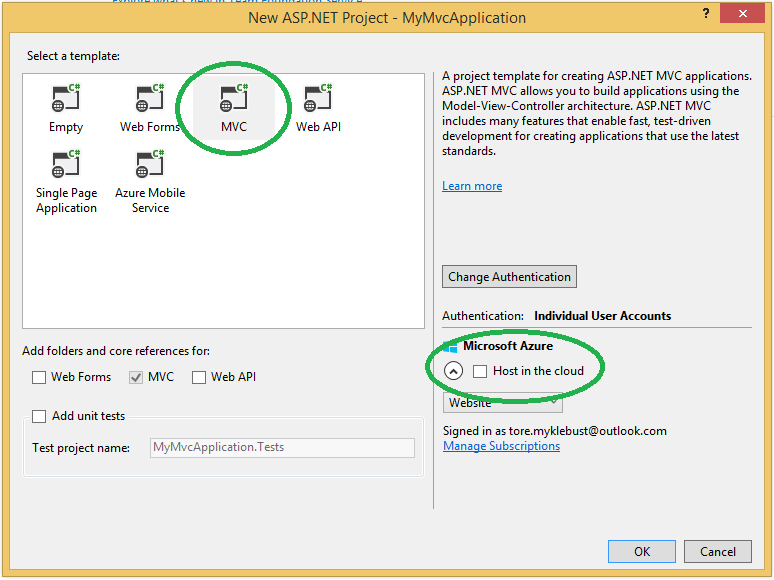 New ASP.NET Project - MyMvcApplication
?
Select a template:
C# C# C# C#
Empty Web Forms MVC Web API
C# C#
Single Page Application
Azure Mobile Service
A project template for creating ASP.NET MVC applications.
ASP.NET MVC allows you to build applications using the
Model-View-Controller architecture. ASP.NET MVC
includes many features that enable fast, test-driven
development for creating applications that use the latest
standards.
Learn more
Change Authentication
Authentication: Individual User Accounts
Microsoft Azure
Host in the cloud
Website
Signed in as tore.myklebust@outlook.com
Manage Subscriptions
Add folders and core references for:
Web Forms MVC Web API
Add unit tests
Test project name: MyMvcApplication.Tests
OK Cancel